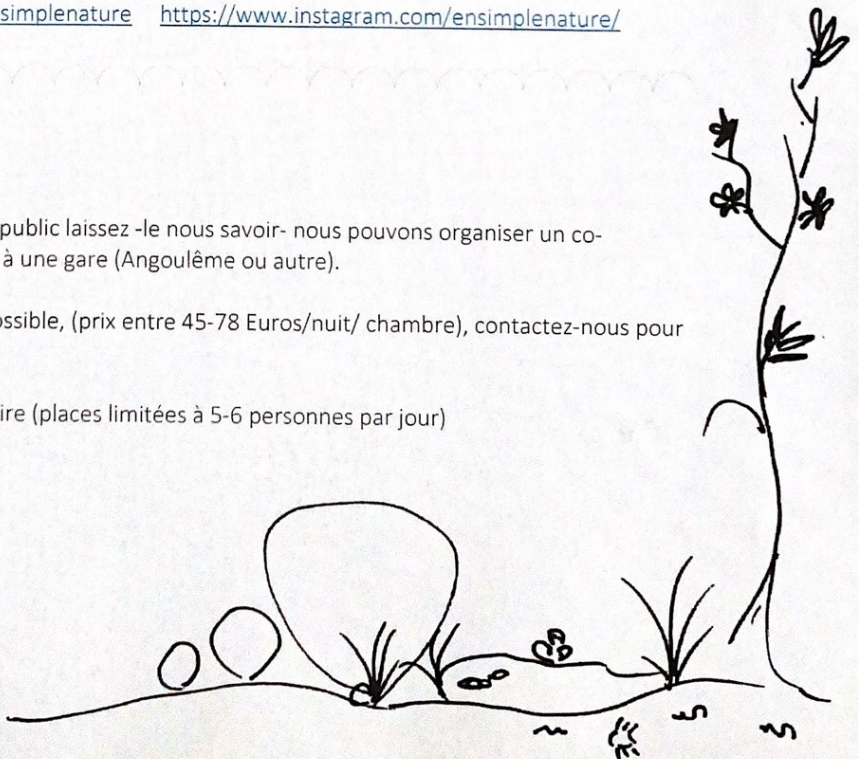 simplenature https://www.instagram.com/ensimplenature/
public laissez -le nous savoir- nous pouvons organiser un co-
à une gare (Angoulême ou autre).
ossible, (prix entre 45-78 Euros/nuit/ chambre), contactez-nous pour
ire (places limitées à 5-6 personnes par jour)